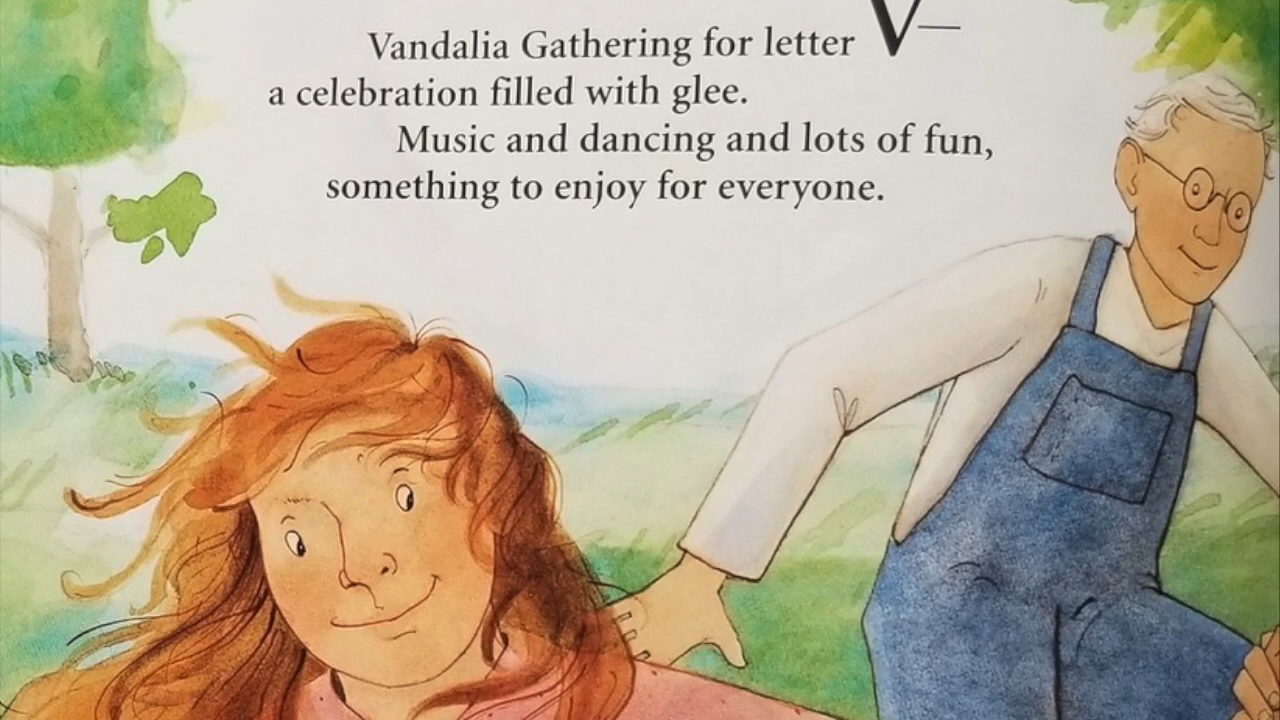 Vandalia Gathering for letter V—
a celebration filled with glee.
Music and dancing and lots of fun,
something to enjoy for everyone.